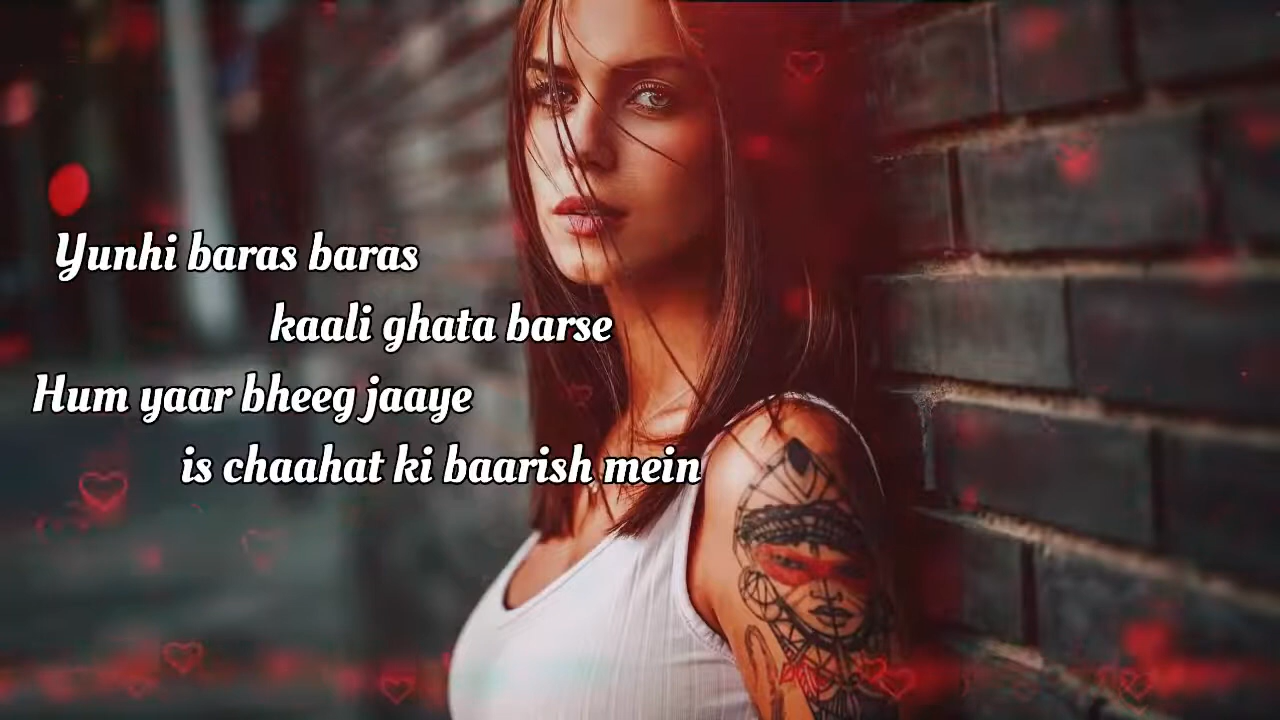 Yunhi baras baras
kaali ghata barse
Hum yaar bheeg jaaye
is chaahat ki baarish mein